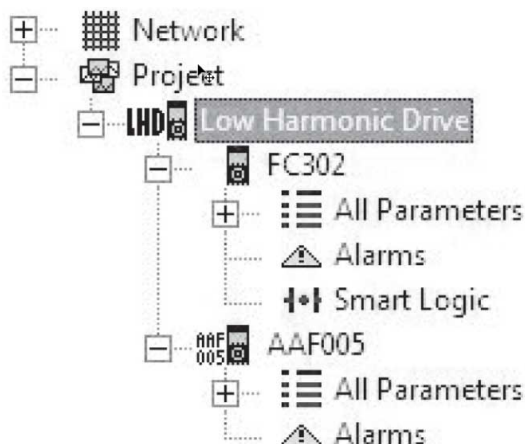 Network
Project
LHD Low Harmonic Drive
FC302
All Parameters
Alarms
Smart Logic
AAF 005 AAF005
All Parameters
Alarms